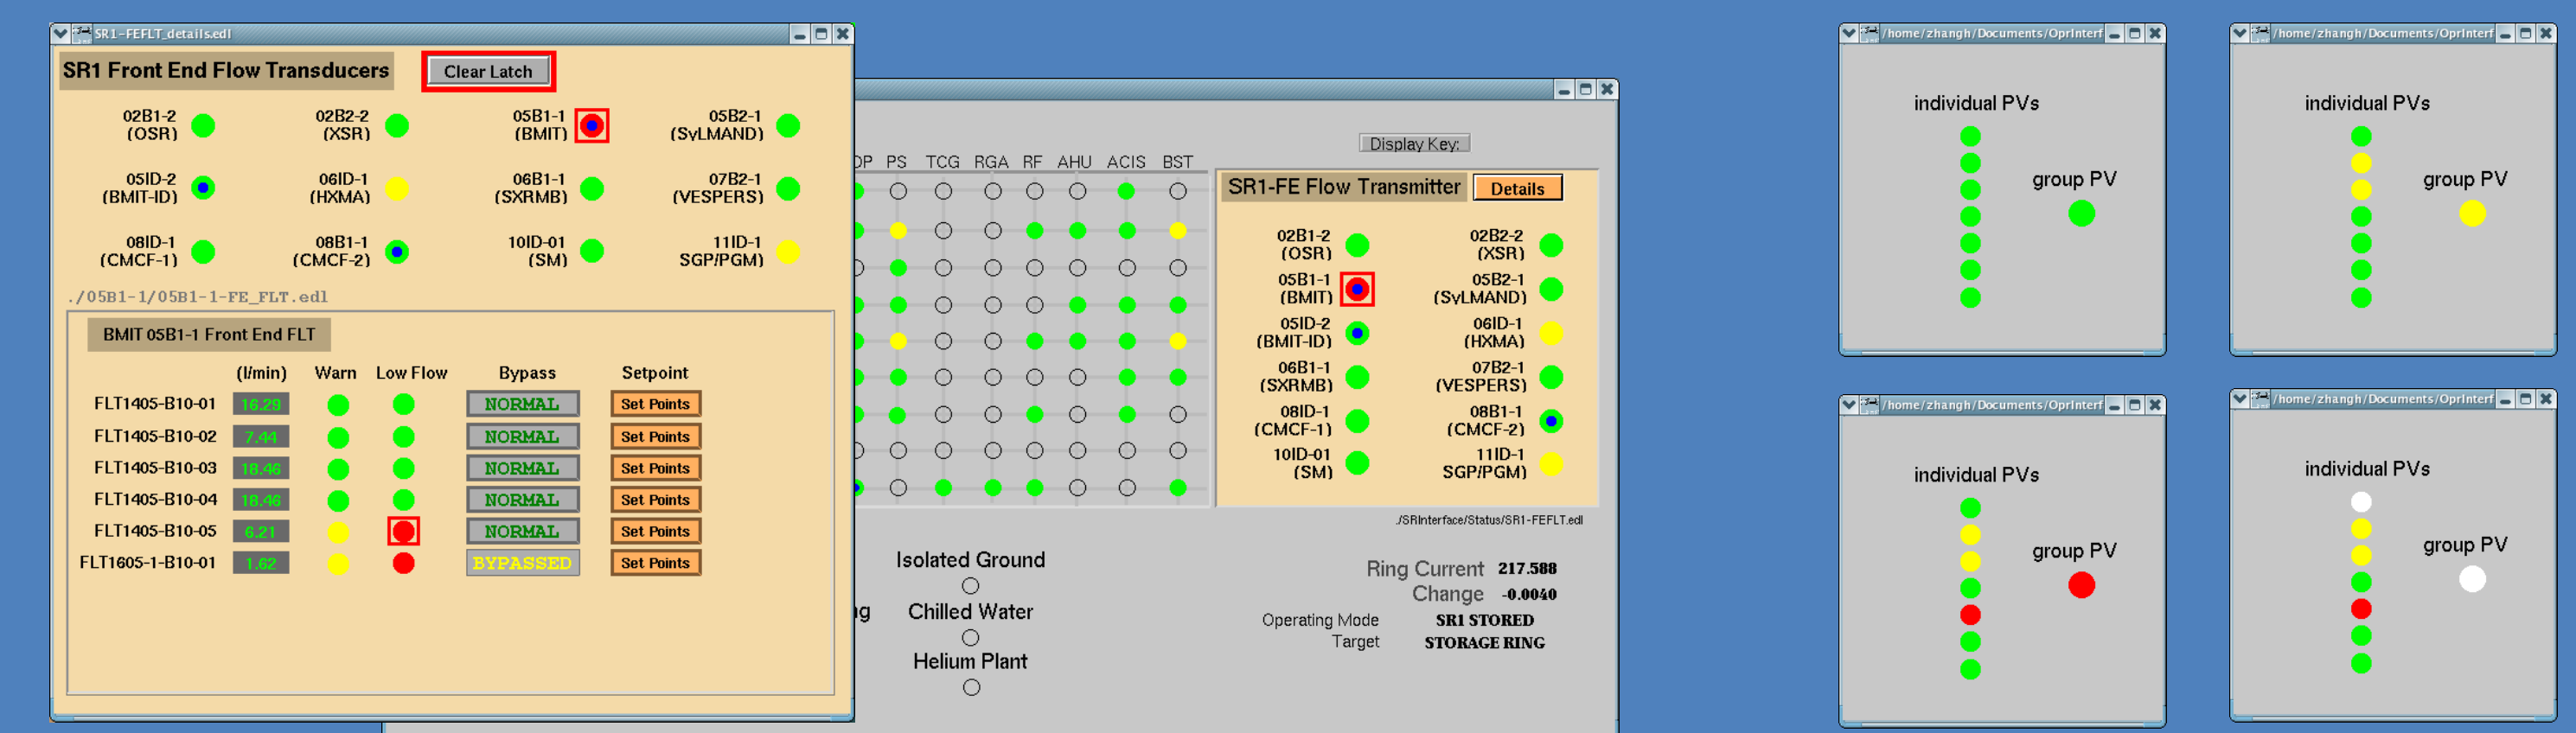 SR1-FEFLT_details.edl
SR1 Front End Flow Transducers
Clear Latch
02B1-2
(OSR)
02B2-2
(XSR)
05B1-1
(BMIT)
05B2-1
(SyLMAND)
05ID-2
(BMIT-ID)
06ID-1
(HXMA)
06B1-1
(SXRMB)
07B2-1
(VESPERS)
08ID-1
(CMCF-1)
08B1-1
(CMCF-2)
10ID-01
(SM)
11ID-1
SGP/PGM)
./05B1-1/05B1-1-FE_FLT.edl
BMIT 05B1-1 Front End FLT
(l/min) Warn Low Flow Bypass Setpoint
FLT1405-B10-01 16.29 NORMAL Set Points
FLT1405-B10-02 7.44 NORMAL Set Points
FLT1405-B10-03 18.46 NORMAL Set Points
FLT1405-B10-04 18.46 NORMAL Set Points
FLT1405-B10-05 6.21 NORMAL Set Points
FLT1605-1-B10-01 1.62 BYPASSED Set Points
Display Key:
OP PS TCG RGA RF AHU ACIS BST
SR1-FE Flow Transmitter
Details
02B1-2
(OSR)
02B2-2
(XSR)
05B1-1
(BMIT)
05B2-1
(SyLMAND)
05ID-2
(BMIT-ID)
06ID-1
(HXMA)
06B1-1
(SXRMB)
07B2-1
(VESPERS)
08ID-1
(CMCF-1)
08B1-1
(CMCF-2)
10ID-01
(SM)
11ID-1
SGP/PGM)
./SRInterface/Status/SR1-FEFLT.edl
Isolated Ground
Chilled Water
Helium Plant
Ring Current 217.588
Change -0.0040
Operating Mode SR1 STORED
Target STORAGE RING
/home/zhangh/Documents/OprInterf
individual PVs
group PV
/home/zhangh/Documents/OprInterf
individual PVs
group PV
/home/zhangh/Documents/OprInterf
individual PVs
group PV
/home/zhangh/Documents/OprInterf
individual PVs
group PV